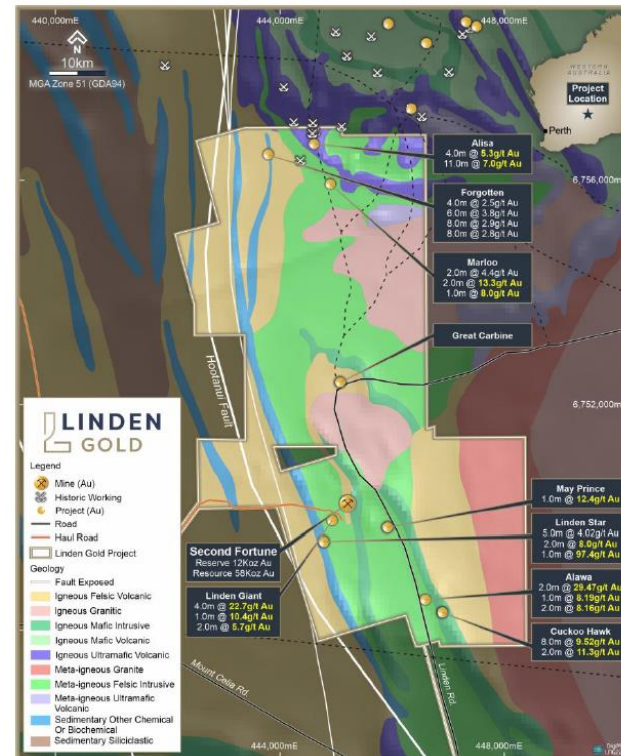 440,000mE
444,000mE
448,000mE
N
10km
MGA Zone 51 (GDA94)
WESTERN
AUSTRALIA
Project
Location
Perth
Alisa
4.0m @ 5.3g/t Au
11.0m @ 7.0g/t Au
6,756,000mN
Forgotten
4.0m @ 2.5g/t Au
6.0m @ 3.8g/t Au
8.0m @ 2.9g/t Au
8.0m @ 2.8g/t Au
Marloo
2.0m @ 4.4g/t Au
2.0m @ 13.3g/t Au
1.0m @ 8.0g/t Au
Great Carbine
Hootanui Fault
6,752,000mN
LINDEN
GOLD
Legend
Mine (Au)
Historic Working
Project (Au)
Road
Haul Road
Linden Gold Project
Fault Exposed
Geology
Igneous Felsic Volcanic
Igneous Granitic
Igneous Mafic Intrusive
Igneous Mafic Volcanic
Igneous Ultramafic Volcanic
Meta-igneous Granite
Meta-igneous Felsic Intrusive
Meta-igneous Ultramafic
Volcanic
Sedimentary Other Chemical
Or Biochemical
Sedimentary Siliciclastic
May Prince
1.0m @ 12.4g/t Au
Linden Star
5.0m @ 4.02g/t Au
2.0m @ 8.0g/t Au
1.0m @ 97.4g/t Au
Second Fortune
Reserve 12Koz Au
Resource 58Koz Au
Linden Giant
4.0m @ 22.7g/t Au
1.0m @ 10.4g/t Au
2.0m @ 5.7g/t Au
Alawa
2.0m @ 29.47g/t Au
1.0m @ 8.19g/t Au
2.0m @ 8.16g/t Au
Cuckoo Hawk
8.0m @ 9.52g/t Au
2.0m @ 11.3g/t Au
Mount Celia Rd
Linden Rd
444,000mE
448,000mE